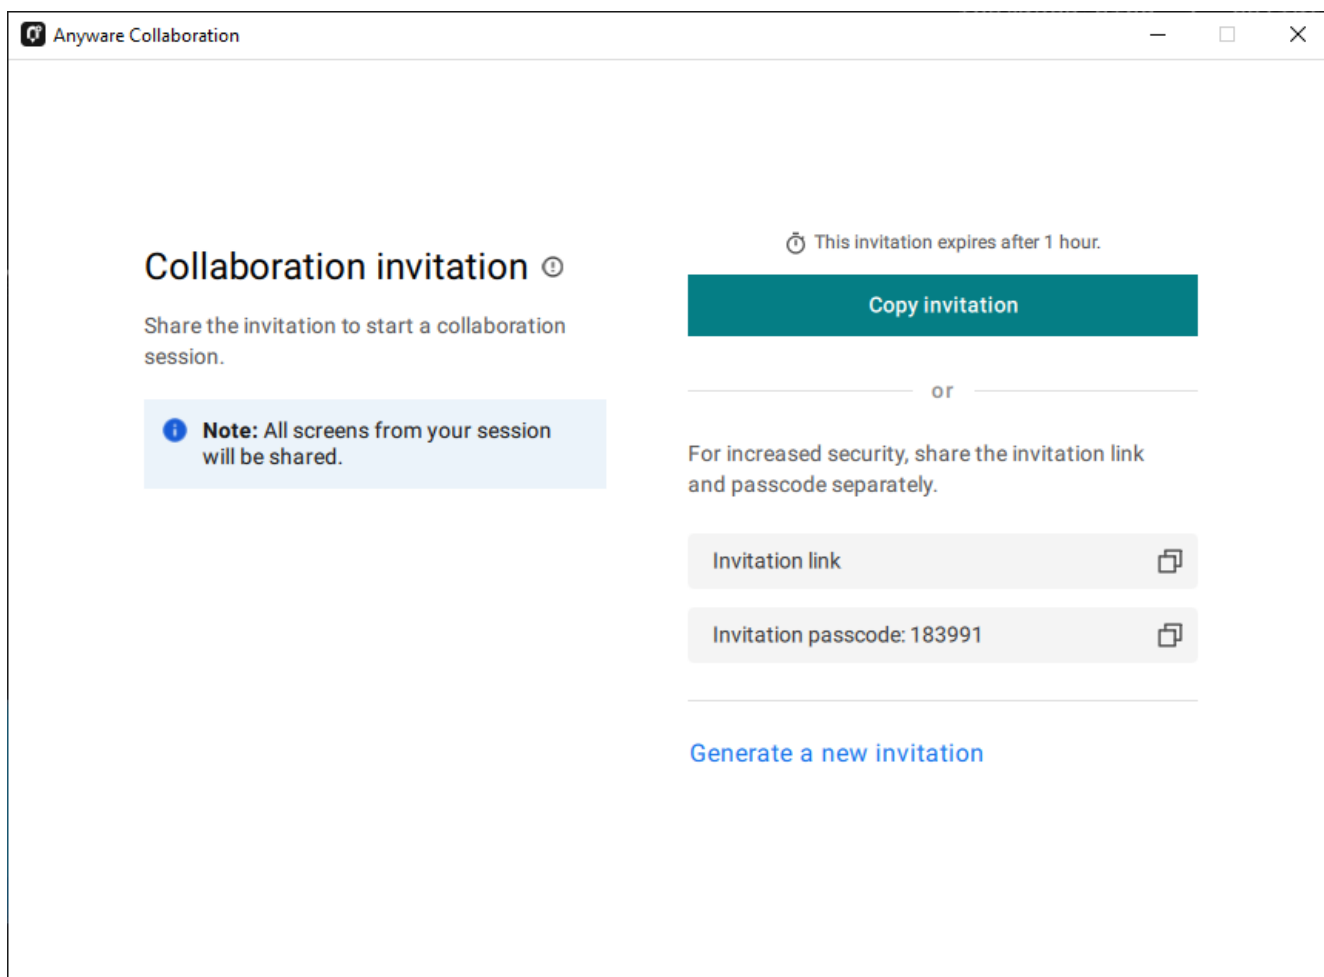 Anyware Collaboration
Collaboration invitation
Share the invitation to start a collaboration
session.
Note: All screens from your session
will be shared.
This invitation expires after 1 hour.
Copy invitation
or
For increased security, share the invitation link
and passcode separately.
Invitation link
Invitation passcode: 183991
Generate a new invitation